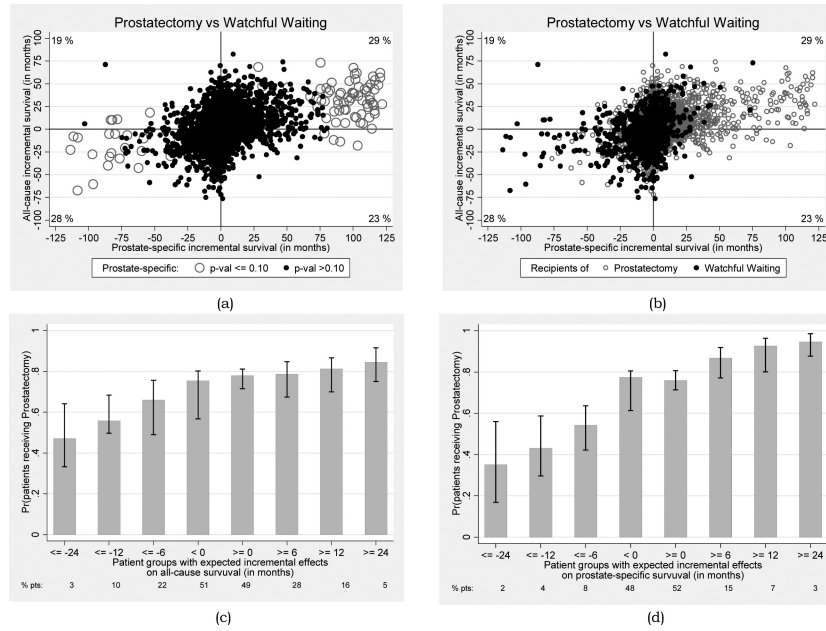 Prostatectomy vs Watchful Waiting
19 %
29 %
28 %
23 %
All-cause incremental survival (in months)
100
75
50
25
0
-25
-50
-75
-100
-125 -100 -75 -50 -25 0 25 50 75 100 125
Prostate-specific incremental survival (in months)
Prostate-specific: p-val <= 0.10 p-val >0.10
(a)
Prostatectomy vs Watchful Waiting
19 %
29 %
28 %
23 %
All-cause incremental survival (in months)
100
75
50
25
0
-25
-50
-75
-100
-125 -100 -75 -50 -25 0 25 50 75 100 125
Prostate-specific incremental survival (in months)
Recipients of Prostatectomy Watchful Waiting
(b)
Pr(patients receiving Prostatectomy)
1
.8
.6
.4
.2
0
<= -24 <= -12 <= -6 < 0 >= 0 >= 6 >= 12 >= 24
Patient groups with expected incremental effects
on all-cause survuval (in months)
% pts: 3 10 22 51 49 28 16 5
(c)
Pr(patients receiving Prostatectomy)
1
.8
.6
.4
.2
0
<= -24 <= -12 <= -6 < 0 >= 0 >= 6 >= 12 >= 24
Patient groups with expected incremental effects
on prostate-specific survuval (in months)
% pts: 2 4 8 48 52 15 7 3
(d)